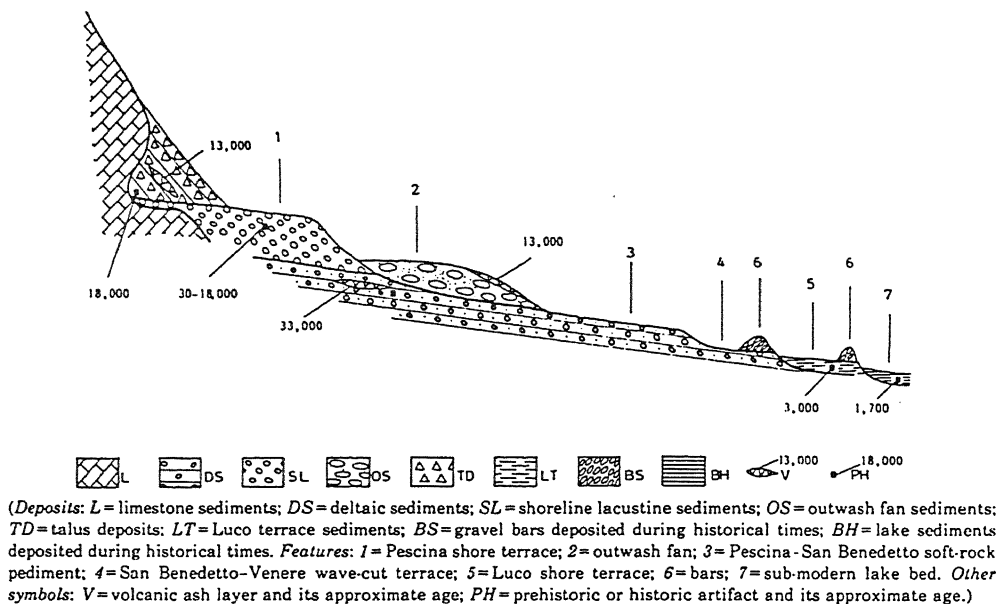 13,000
1
2
13,000
3
4
6
6
5
7
18,000
30-18,000
33,000
3,000
1,700
L DS SL OS TD LT BS BH 13,000 V 18,000 PH
(Deposits: L = limestone sediments; DS = deltaic sediments; SL = shoreline lacustine sediments; OS = outwash fan sediments;
TD = talus deposits: LT = Luco terrace sediments; BS = gravel bars deposited during historical times; BH = lake sediments
deposited during historical times. Features: 1 = Pescina shore terrace; 2 = outwash fan; 3 = Pescina-San Benedetto soft-rock
pediment; 4 = San Benedetto-Venere wave-cut terrace; 5 = Luco shore terrace; 6 = bars; 7 = sub-modern lake bed. Other
symbols: V = volcanic ash layer and its approximate age; PH = prehistoric or historic artifact and its approximate age.)